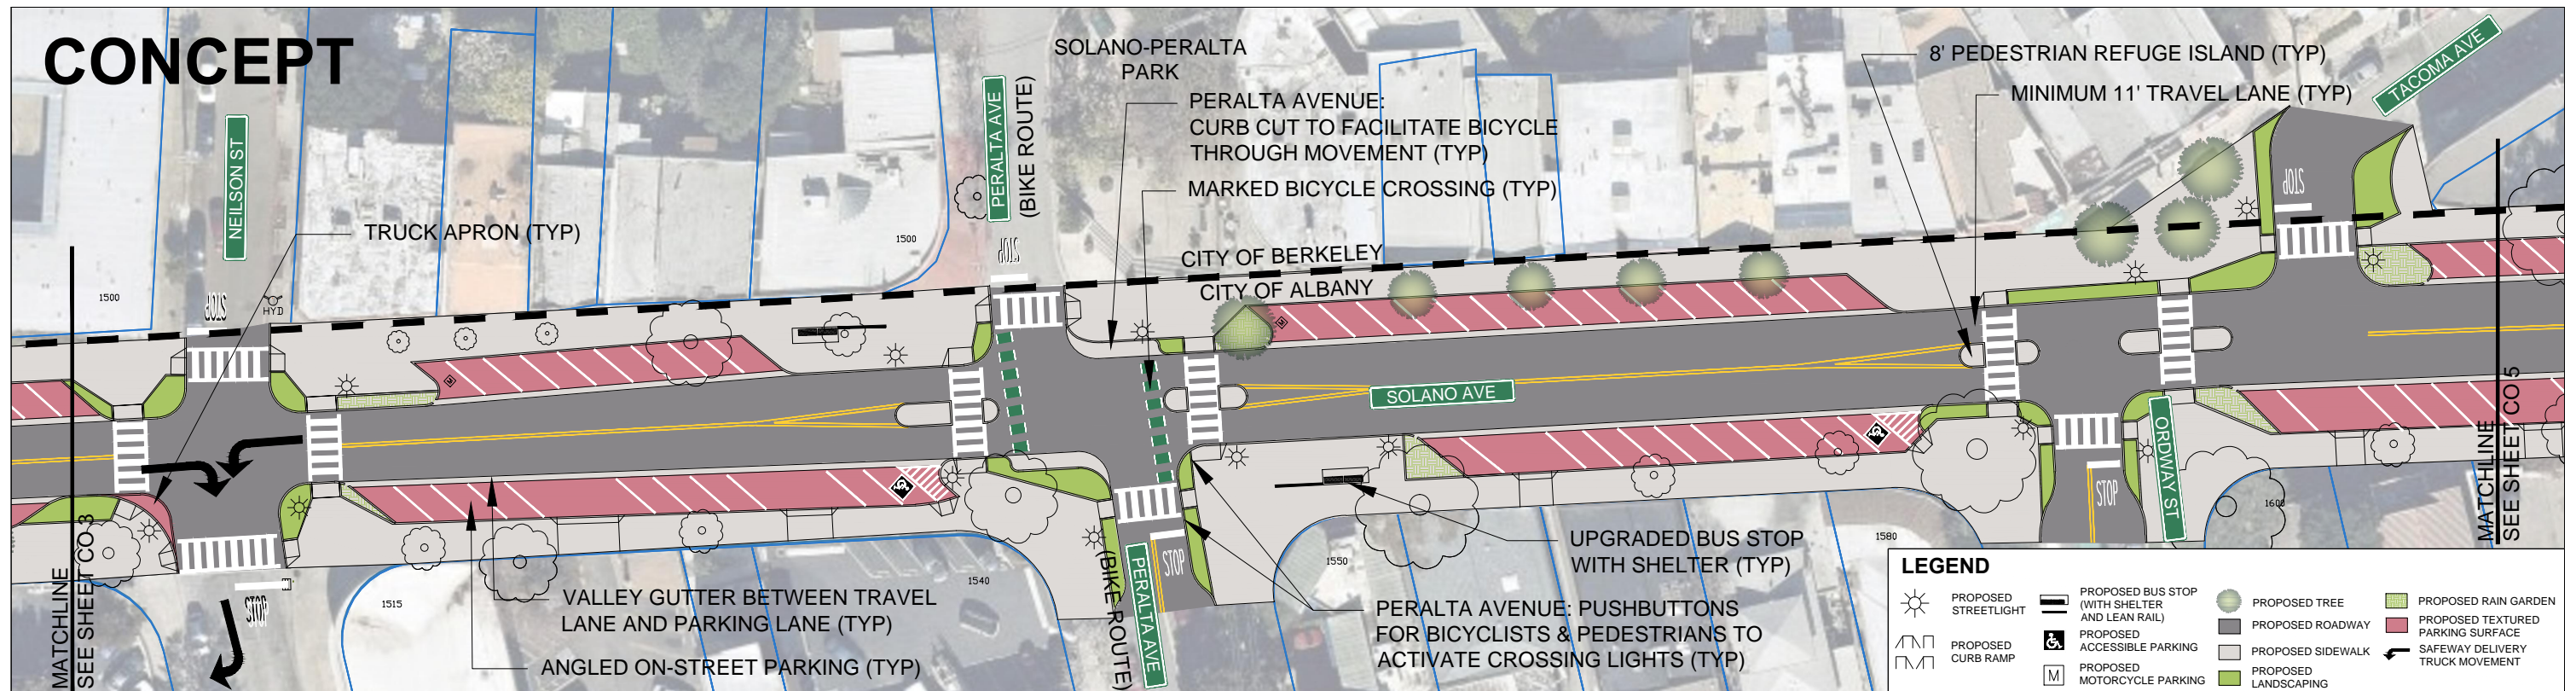 CONCEPT
NEILSON ST
TRUCK APRON (TYP)
1500
STOP
HYD
1500
PERALTA AVE
(BIKE ROUTE)
STOP
SOLANO-PERALTA
PARK
PERALTA AVENUE:
CURB CUT TO FACILITATE BICYCLE
THROUGH MOVEMENT (TYP)
MARKED BICYCLE CROSSING (TYP)
CITY OF BERKELEY
CITY OF ALBANY
8' PEDESTRIAN REFUGE ISLAND (TYP)
MINIMUM 11' TRAVEL LANE (TYP)
TACOMA AVE
STOP
SOLANO AVE
MATCHLINE
SEE SHEET CO 3
STOP
1515
VALLEY GUTTER BETWEEN TRAVEL
LANE AND PARKING LANE (TYP)
ANGLED ON-STREET PARKING (TYP)
1540
(BIKE ROUTE)
PERALTA AVE
STOP
1550
UPGRADED BUS STOP
WITH SHELTER (TYP)
PERALTA AVENUE: PUSHBUTTONS
FOR BICYCLISTS & PEDESTRIANS TO
ACTIVATE CROSSING LIGHTS (TYP)
1580
STOP
ORDWAY ST
1600
MATCHLINE
SEE SHEET CO 5
LEGEND
PROPOSED
STREETLIGHT
PROPOSED
CURB RAMP
PROPOSED BUS STOP
(WITH SHELTER
AND LEAN RAIL)
PROPOSED
ACCESSIBLE PARKING
M
PROPOSED
MOTORCYCLE PARKING
PROPOSED TREE
PROPOSED ROADWAY
PROPOSED SIDEWALK
PROPOSED
LANDSCAPING
PROPOSED RAIN GARDEN
PROPOSED TEXTURED
PARKING SURFACE
SAFEWAY DELIVERY
TRUCK MOVEMENT